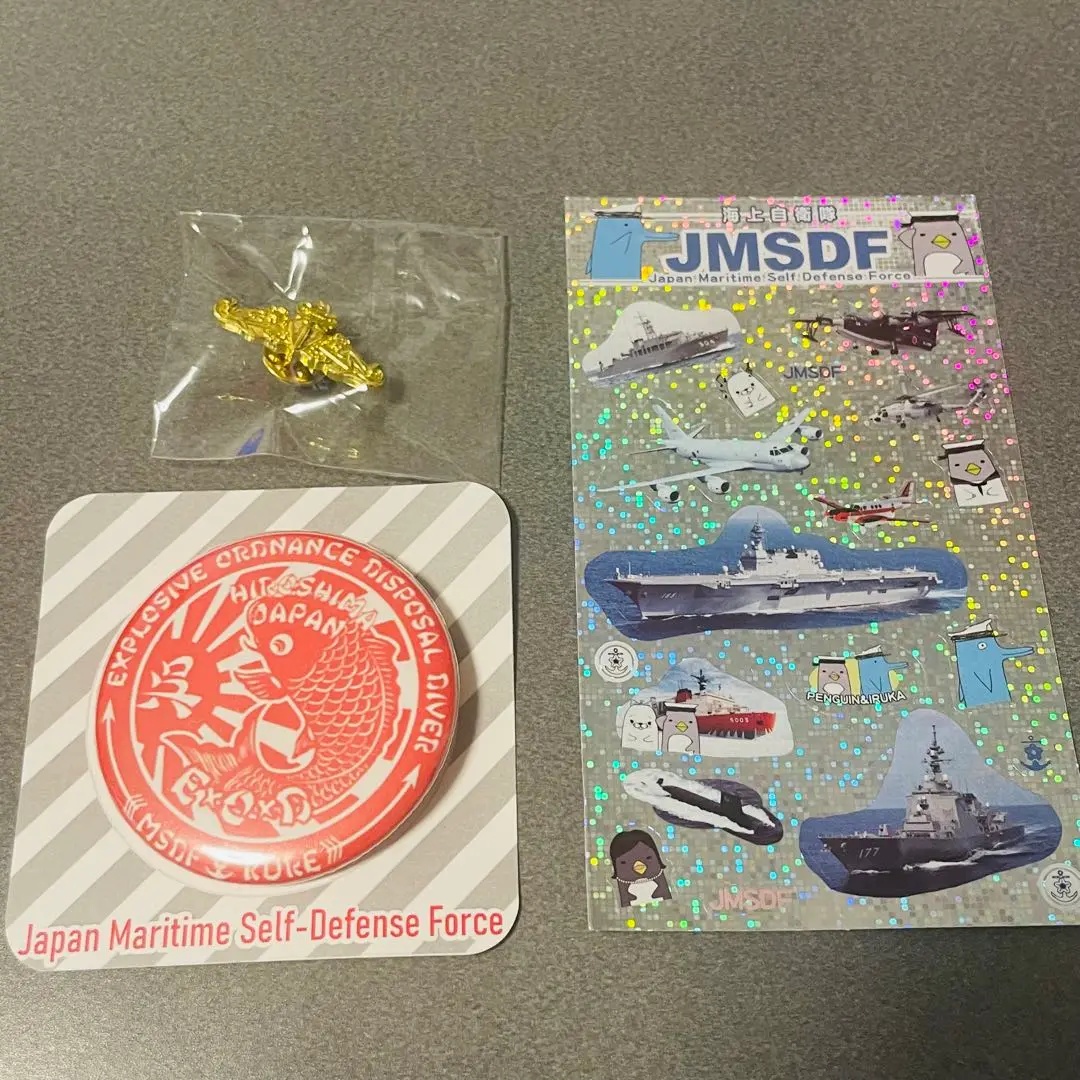 海上自衛隊
JMSDF
Japan Maritime Self Defense Force
JMSDF
PENGUIN&IRUKA
5003
177
JMSDF
EXPLOSIVE ORDNANCE DISPOSAL DIVER
HIROSHIMA
JAPAN
E×O×D
MSDF KURE
Japan Maritime Self-Defense Force